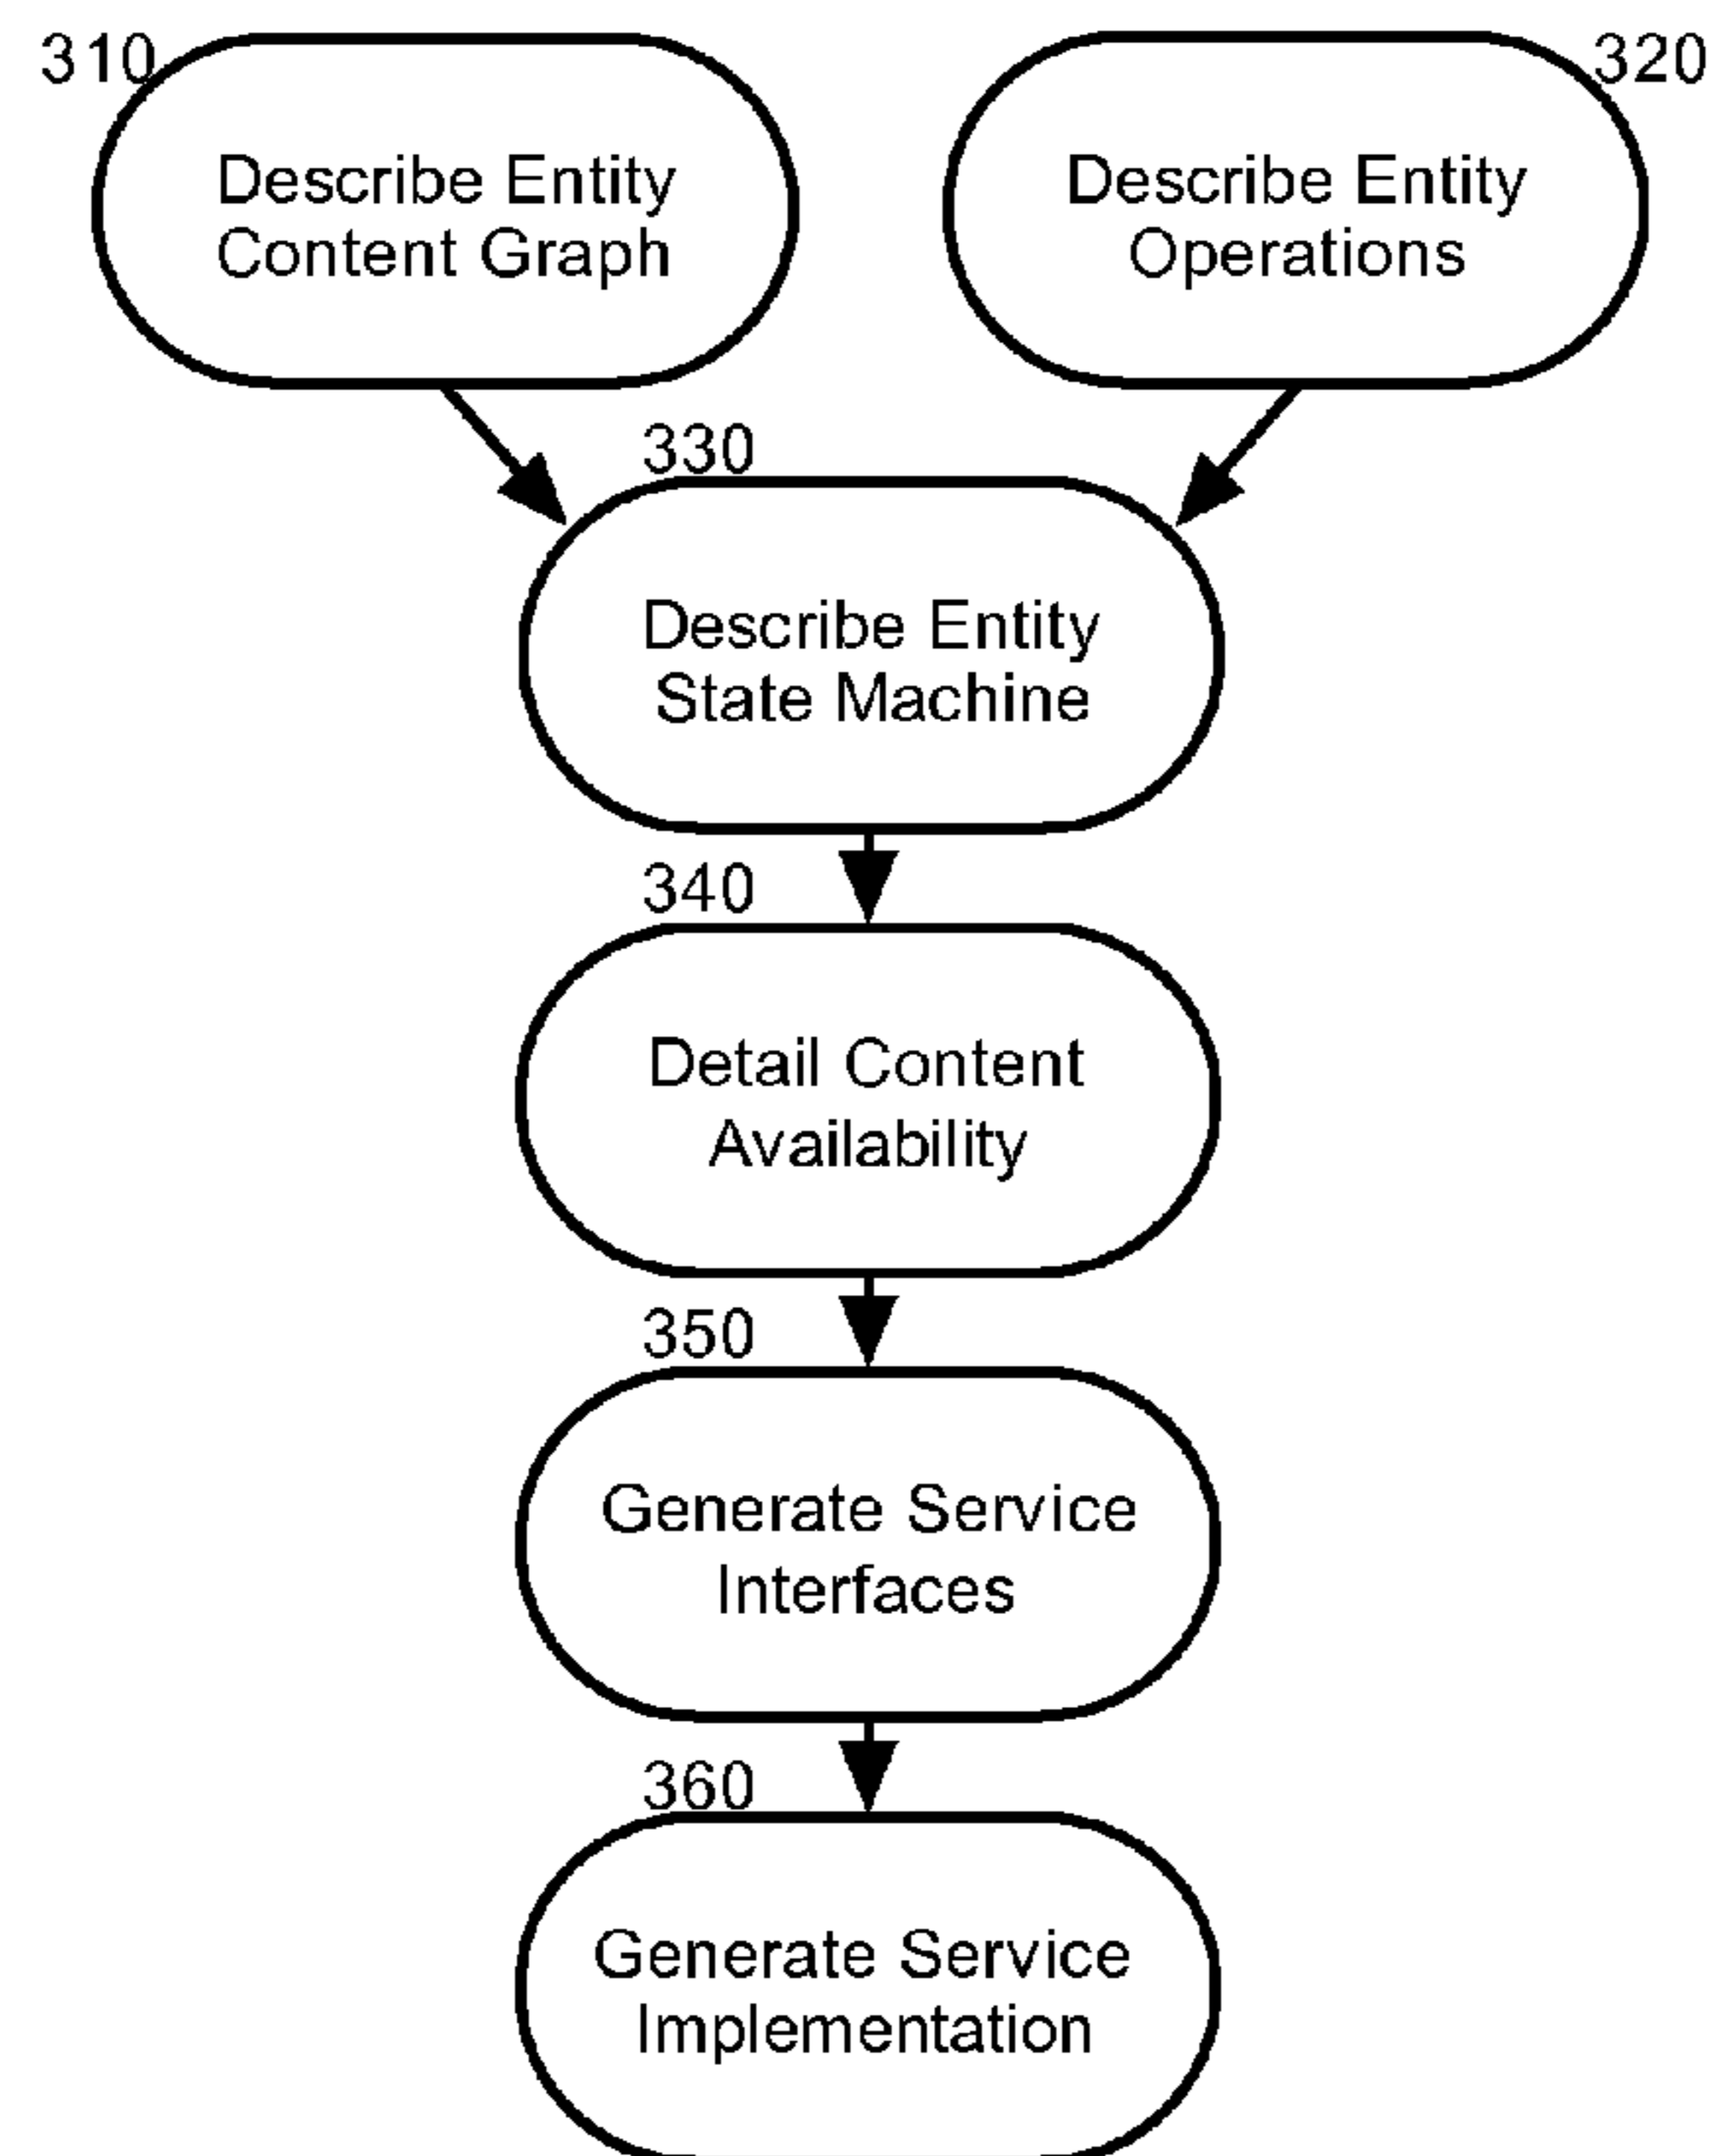 310
Describe Entity
Content Graph
320
Describe Entity
Operations
330
Describe Entity
State Machine
340
Detail Content
Availability
350
Generate Service
Interfaces
360
Generate Service
Implementation